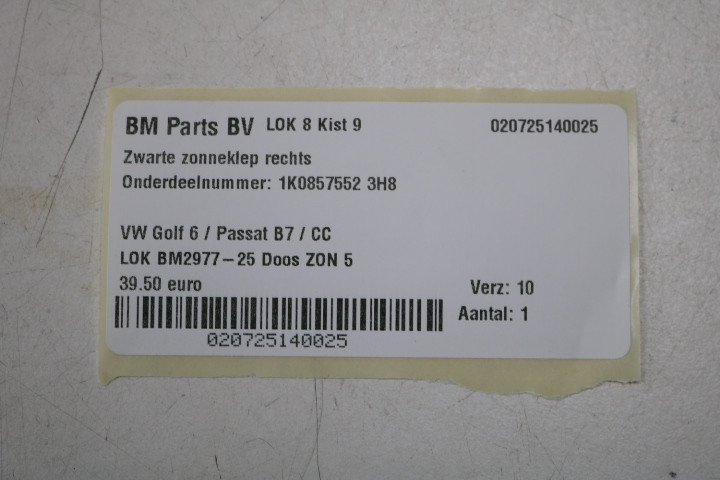 BM Parts BV LOK 8 Kist 9 020725140025
Zwarte zonneklep rechts
Onderdeelnummer: 1K0857552 3H8
VW Golf 6 / Passat B7 / CC
LOK BM2977-25 Doos ZON 5
39.50 euro Verz: 10
Aantal: 1
020725140025